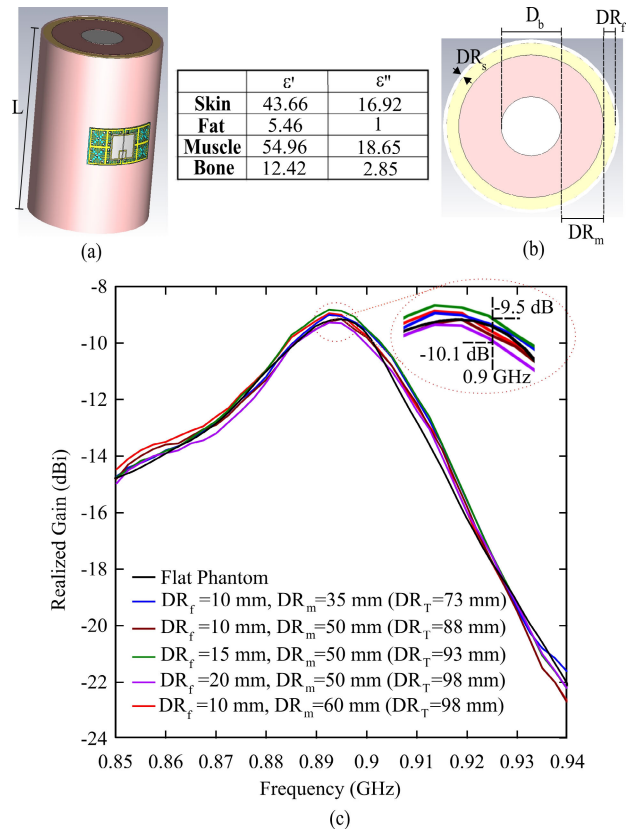 L
(a)
ε' ε"
Skin 43.66 16.92
Fat 5.46 1
Muscle 54.96 18.65
Bone 12.42 2.85
D_b
DR_f
DR_s
DR_m
(b)
-8
-10
-12
-14
-16
-18
-20
-22
-24
Realized Gain (dBi)
-9.5 dB
-10.1 dB
0.9 GHz
Flat Phantom
DR_f =10 mm, DR_m=35 mm (DR_T=73 mm)
DR_f =10 mm, DR_m=50 mm (DR_T=88 mm)
DR_f =15 mm, DR_m=50 mm (DR_T=93 mm)
DR_f =20 mm, DR_m=50 mm (DR_T=98 mm)
DR_f =10 mm, DR_m=60 mm (DR_T=98 mm)
0.85 0.86 0.87 0.88 0.89 0.9 0.91 0.92 0.93 0.94
Frequency (GHz)
(c)